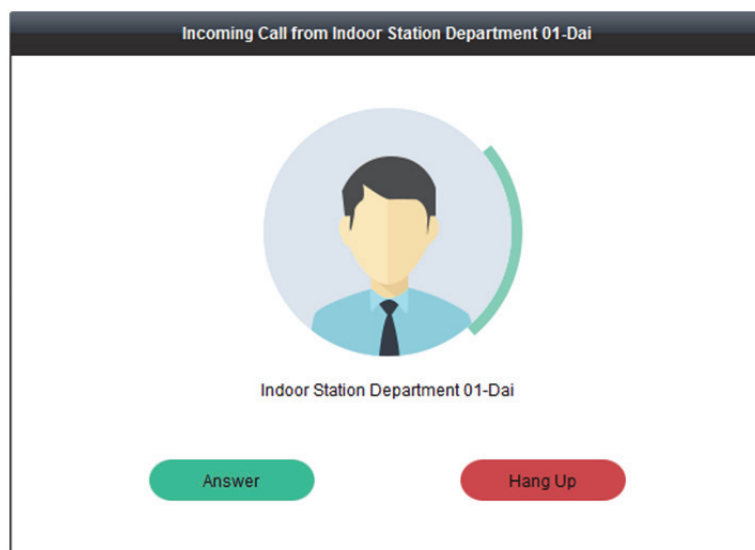 Incoming Call from Indoor Station Department 01-Dai
Indoor Station Department 01-Dai
Answer
Hang Up